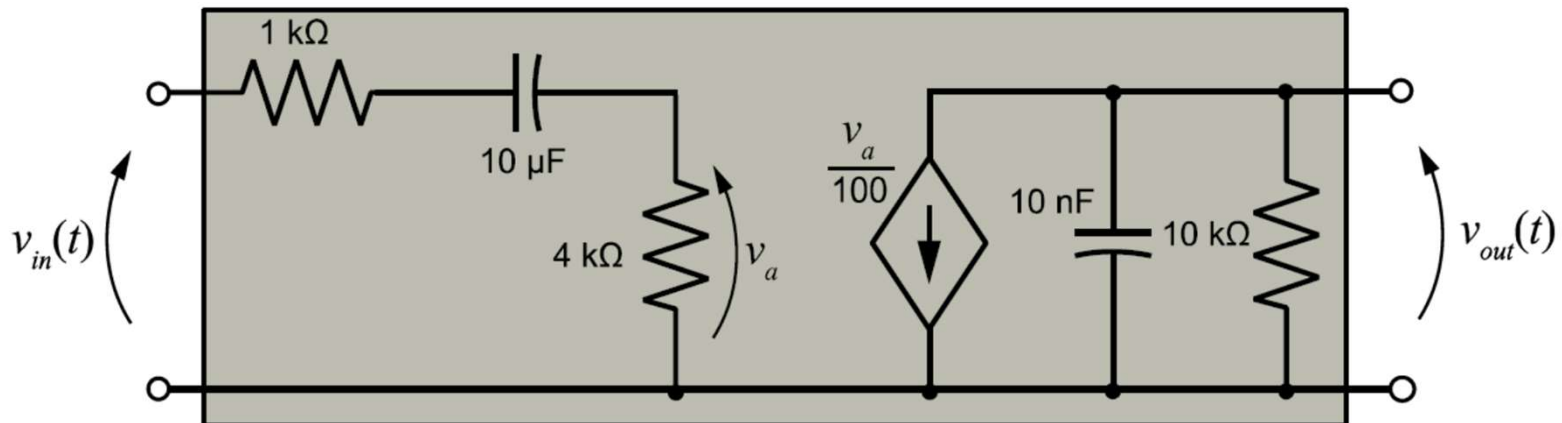 1 kΩ
10 µF
v_in(t)
4 kΩ
v_a
v_a
100
10 nF
10 kΩ
v_out(t)